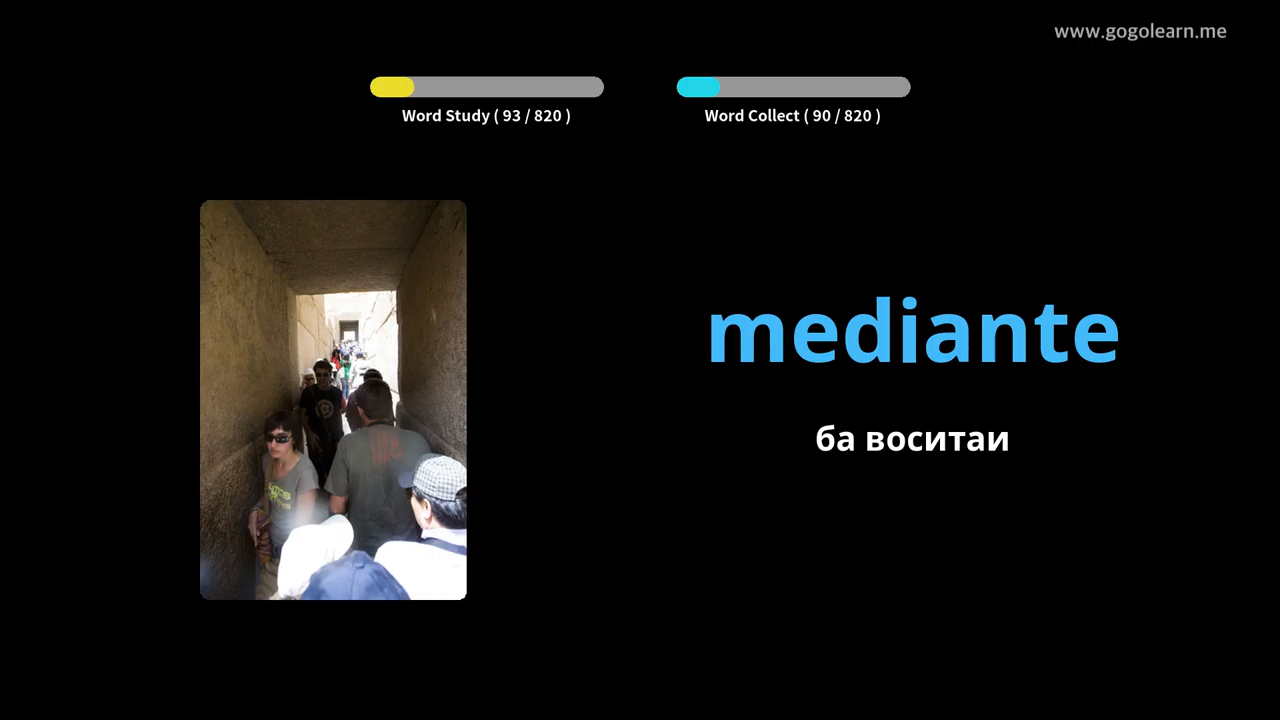 www.gogolearn.me
Word Study ( 93 / 820 )
Word Collect ( 90 / 820 )
mediante
ба воситаи